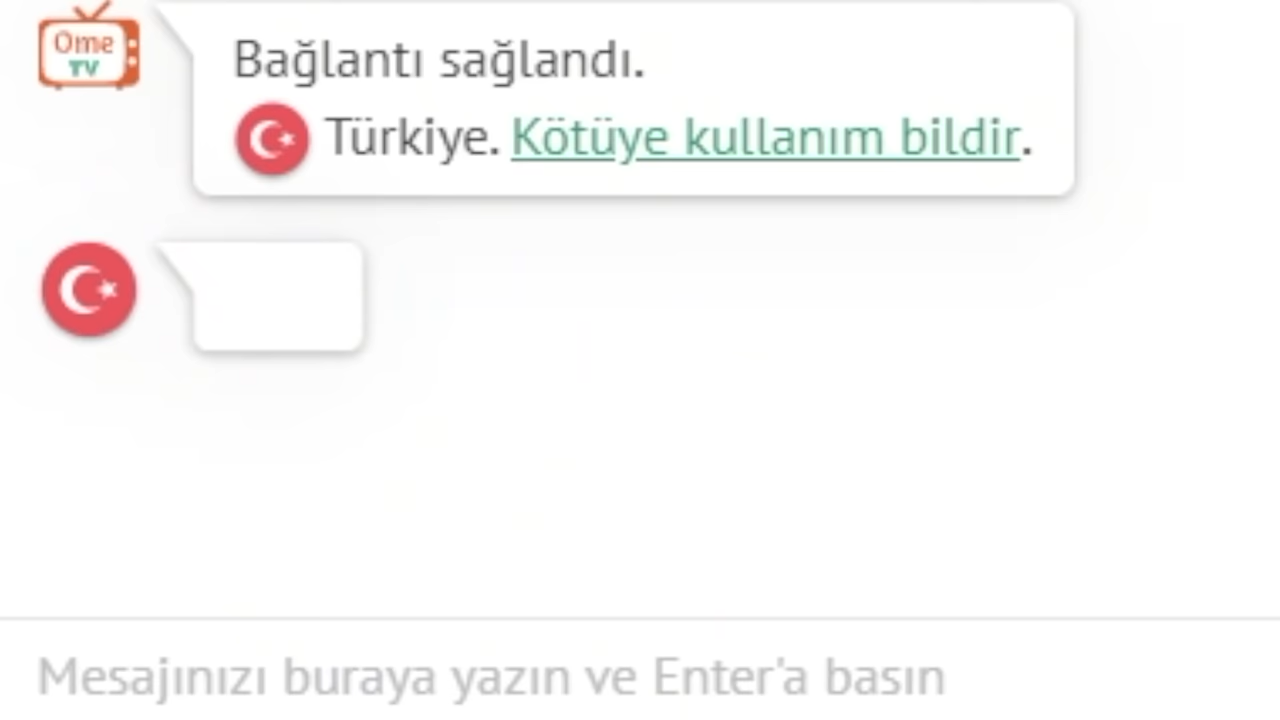 Ome
TV
Bağlantı sağlandı.
Türkiye. Kötüye kullanım bildir.
Mesajınızı buraya yazın ve Enter'a basın